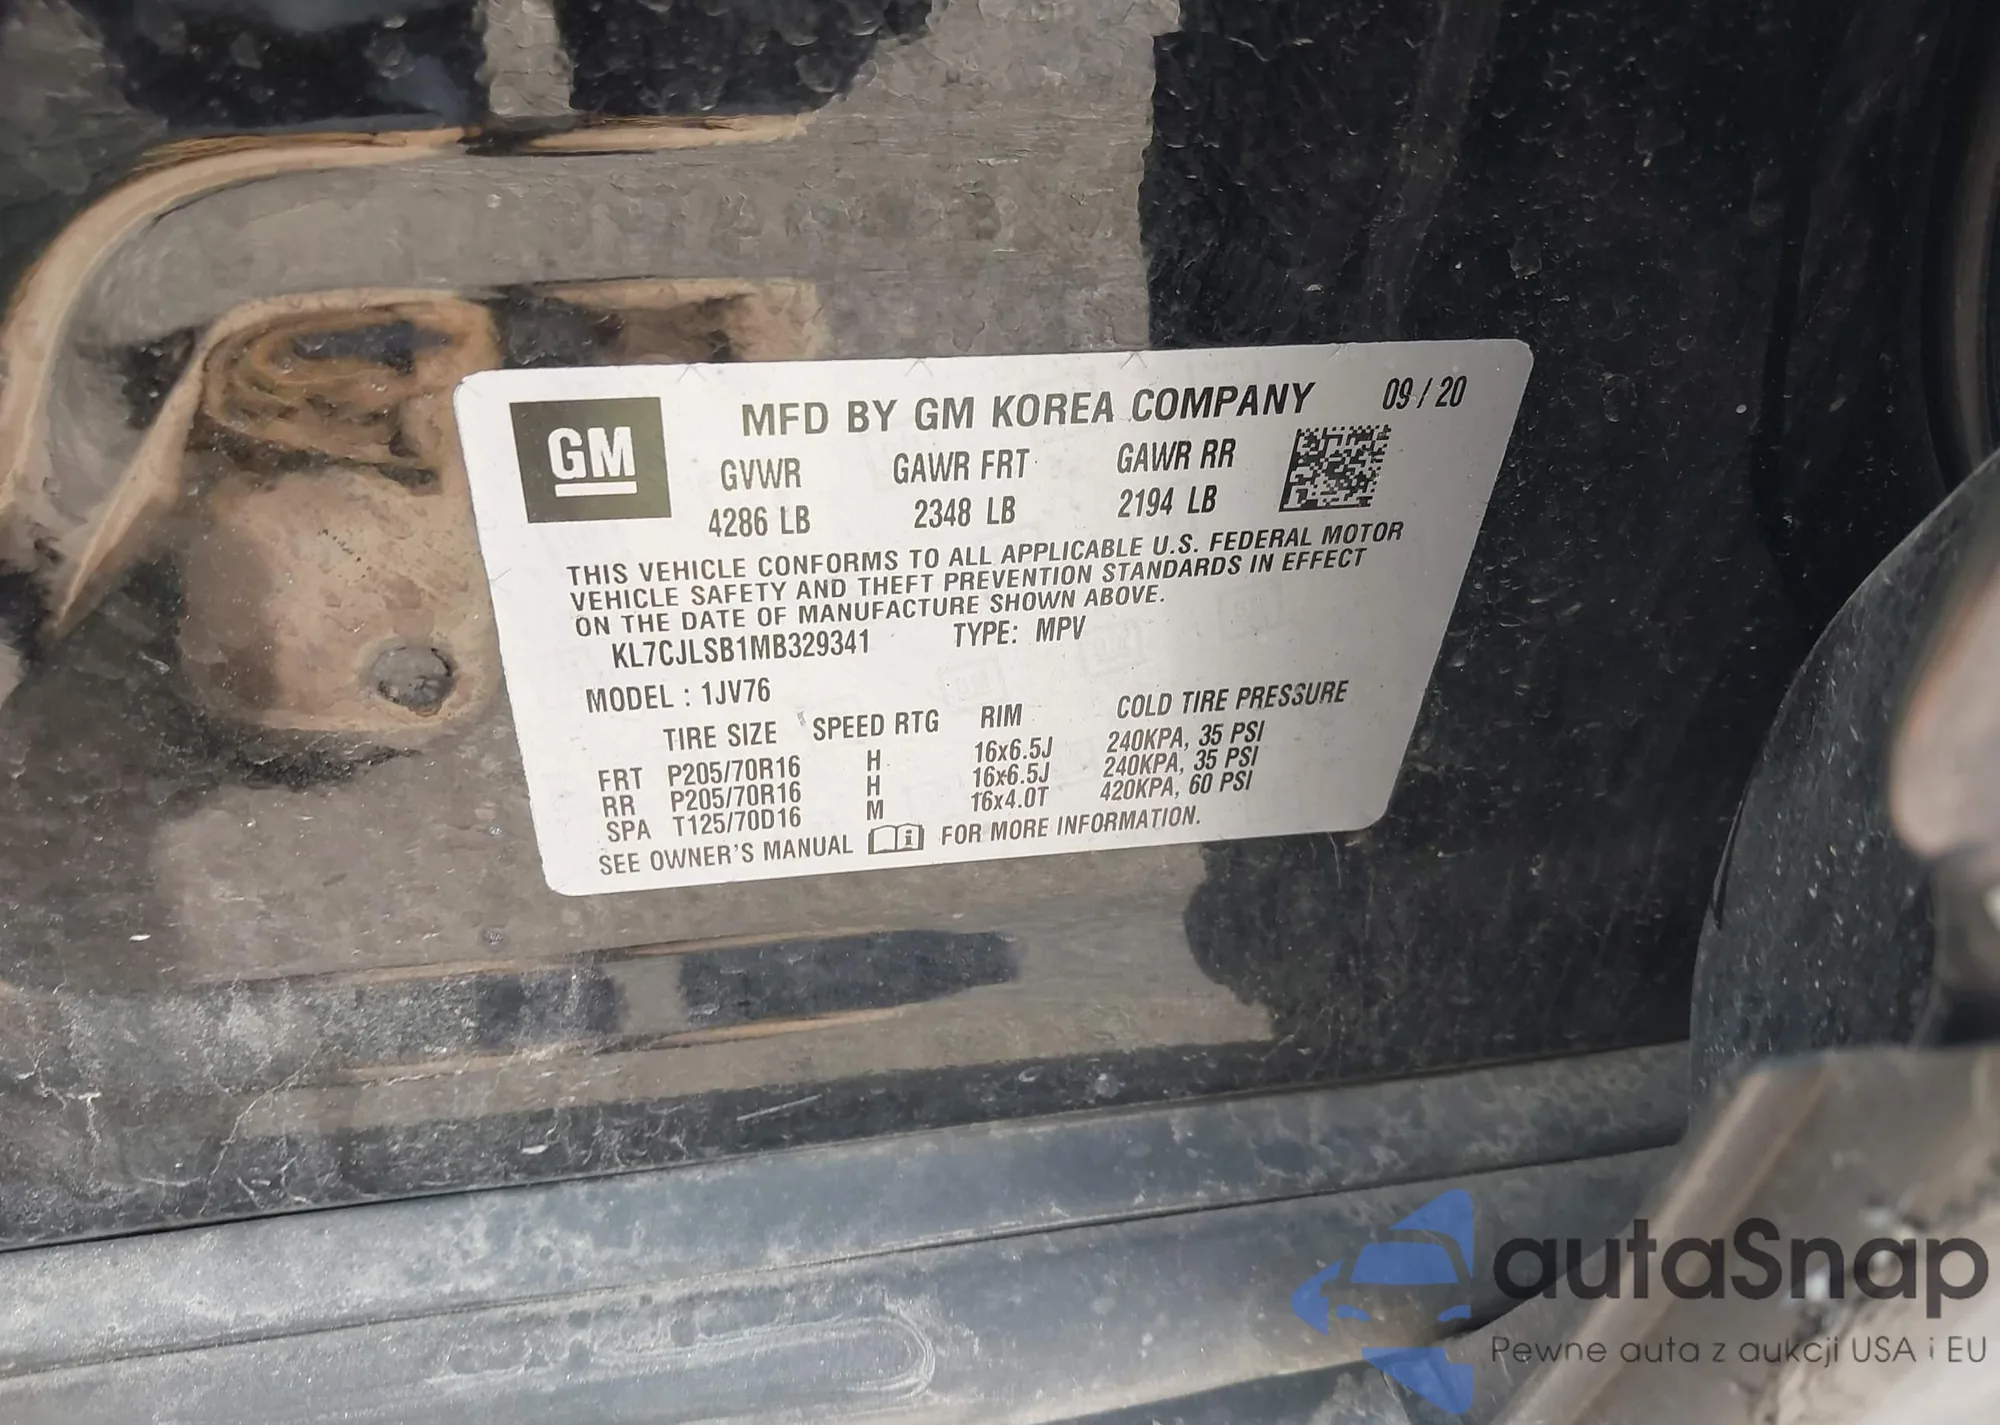 GM
MFD BY GM KOREA COMPANY 09/20
GVWR GAWR FRT GAWR RR
4286 LB 2348 LB 2194 LB
THIS VEHICLE CONFORMS TO ALL APPLICABLE U.S. FEDERAL MOTOR
VEHICLE SAFETY AND THEFT PREVENTION STANDARDS IN EFFECT
ON THE DATE OF MANUFACTURE SHOWN ABOVE.
KL7CJLSB1MB329341 TYPE: MPV
MODEL : 1JV76
TIRE SIZE SPEED RTG RIM COLD TIRE PRESSURE
FRT P205/70R16 H 16x6.5J 240KPA, 35 PSI
RR P205/70R16 H 16x6.5J 240KPA, 35 PSI
SPA T125/70D16 M 16x4.0T 420KPA, 60 PSI
SEE OWNER'S MANUAL i FOR MORE INFORMATION.
autaSnap
Pewne auta z aukcji USA i EU